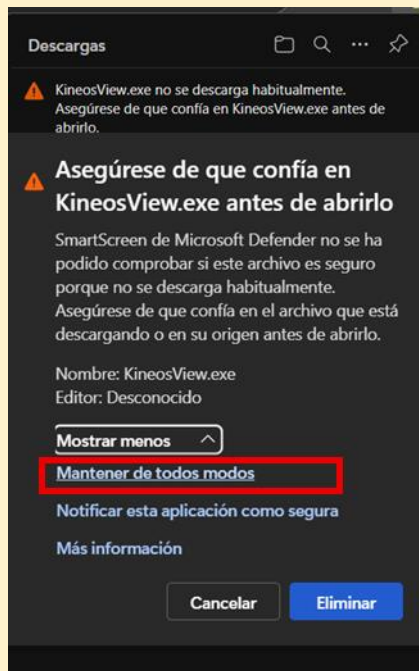 Descargas
KineosView.exe no se descarga habitualmente.
Asegúrese de que confía en KineosView.exe antes de
abrirlo.
Asegúrese de que confía en
KineosView.exe antes de abrirlo
SmartScreen de Microsoft Defender no se ha
podido comprobar si este archivo es seguro
porque no se descarga habitualmente.
Asegúrese de que confía en el archivo que está
descargando o en su origen antes de abrirlo.
Nombre: KineosView.exe
Editor: Desconocido
Mostrar menos
Mantener de todos modos
Notificar esta aplicación como segura
Más información
Cancelar Eliminar